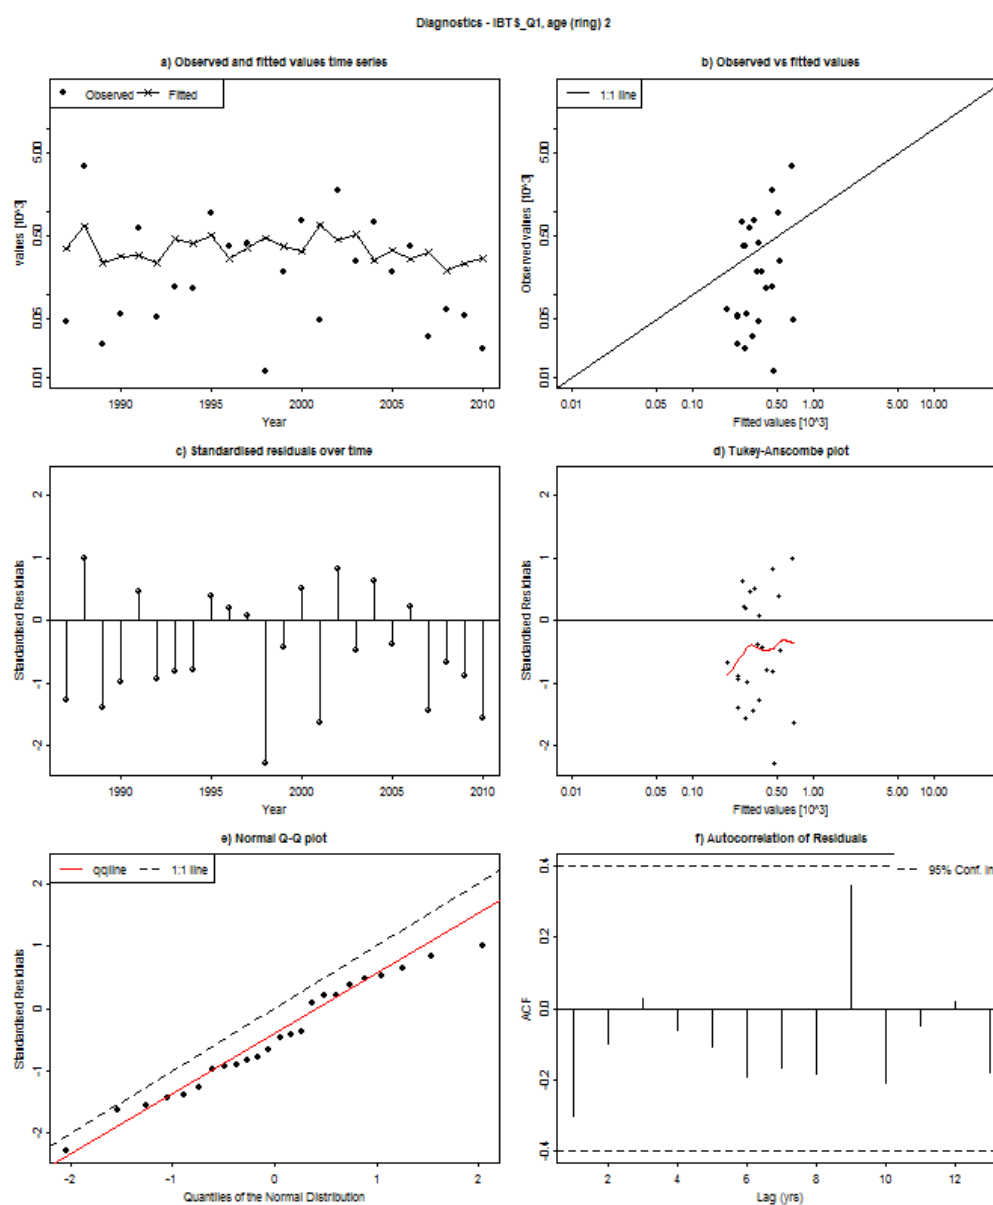 Diagnostics - IBTS_Q1, age (ring) 2
a) Observed and fitted values time series
Observed Fitted
values [10^3]
0.01 0.05 0.50 5.00
1990 1995 2000 2005 2010
Year
b) Observed vs fitted values
1:1 line
Observed values [10^3]
0.01 0.05 0.50 5.00
0.01 0.05 0.10 0.50 1.00 5.00 10.00
Fitted values [10^3]
c) Standardised residuals over time
Standardised Residuals
-2 -1 0 1 2
1990 1995 2000 2005 2010
Year
d) Tukey-Anscombe plot
Standardised Residuals
-2 -1 0 1 2
0.01 0.05 0.10 0.50 1.00 5.00 10.00
Fitted values [10^3]
e) Normal Q-Q plot
qqline 1:1 line
Standardised Residuals
-2 -1 0 1 2
-2 -1 0 1 2
Quantiles of the Normal Distribution
f) Autocorrelation of Residuals
95% Conf. In
ACF
-0.4 -0.2 0.0 0.2 0.4
2 4 6 8 10 12
Lag (yrs)